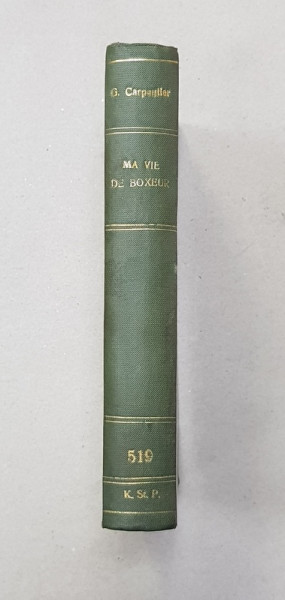 G. Carpentier
MA VIE
DE BOXEUR
519
K. St. P.